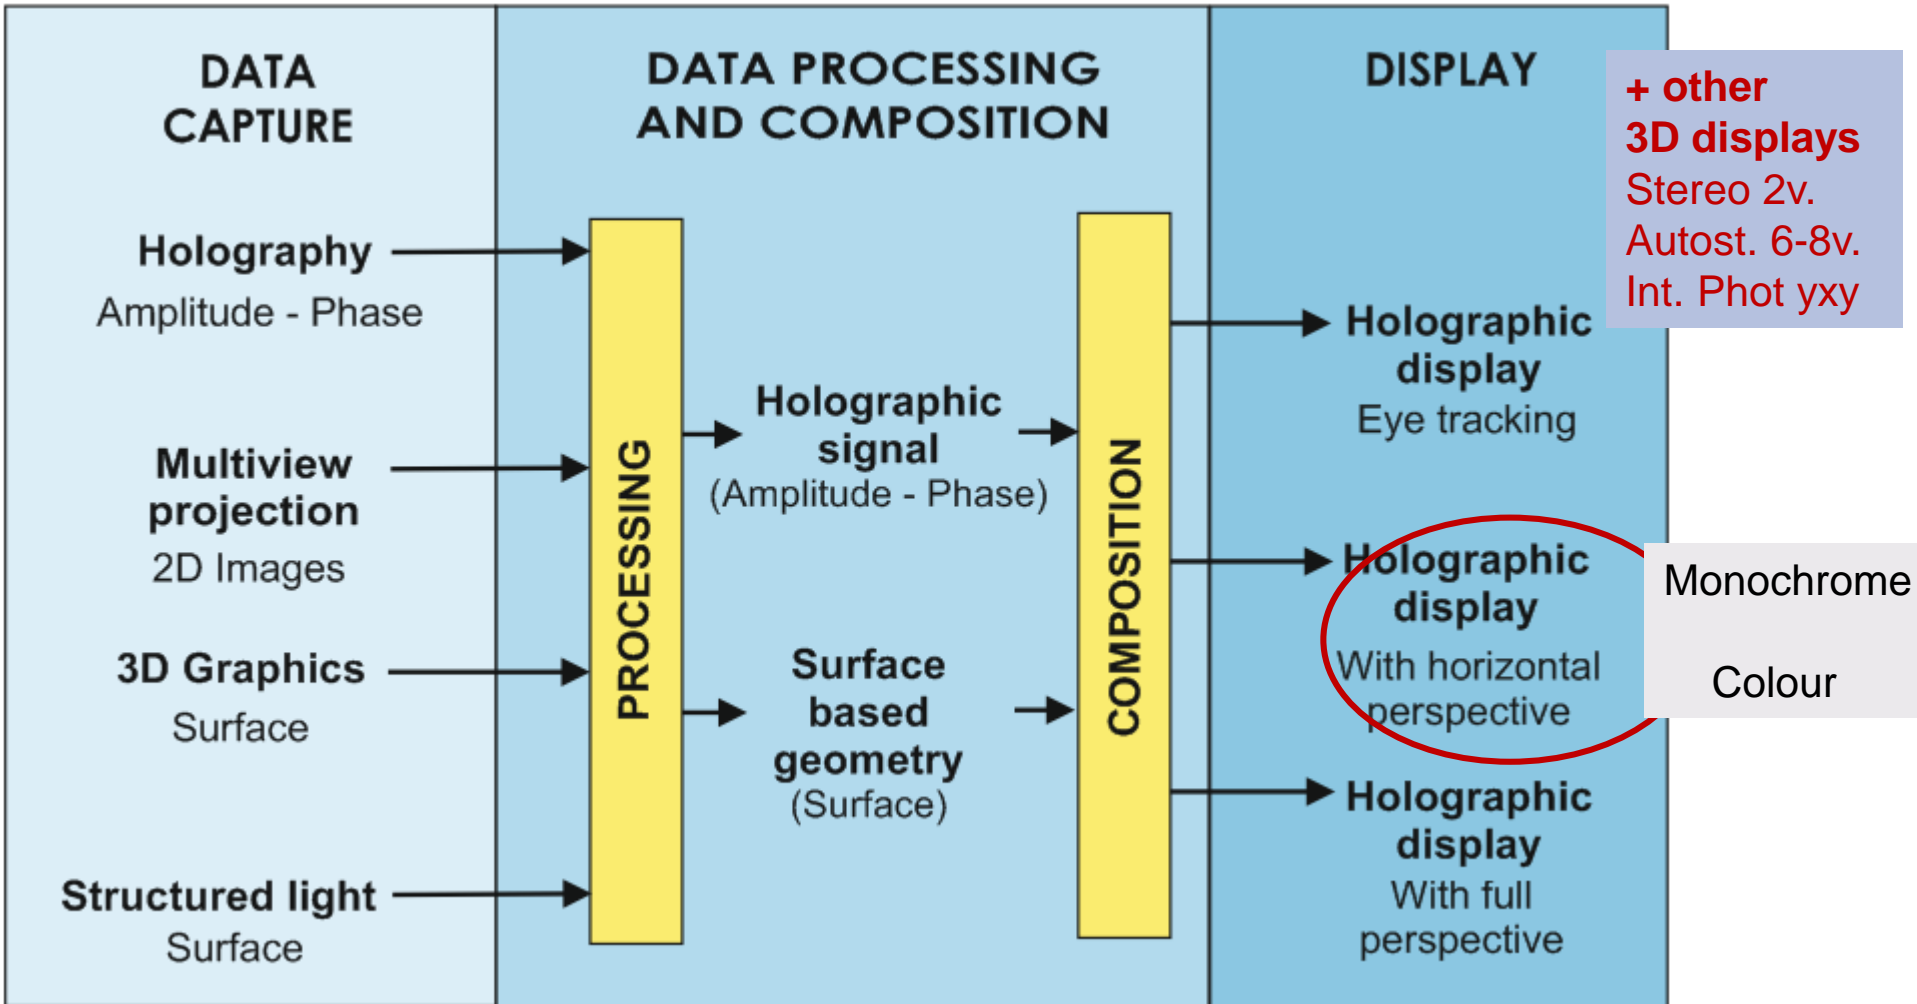 DATA
CAPTURE
Holography
Amplitude - Phase
Multiview
projection
2D Images
3D Graphics
Surface
Structured light
Surface
DATA PROCESSING
AND COMPOSITION
PROCESSING
Holographic
signal
(Amplitude - Phase)
Surface
based
geometry
(Surface)
COMPOSITION
DISPLAY
+ other
3D displays
Stereo 2v.
Autost. 6-8v.
Int. Phot yxy
Holographic
display
Eye tracking
Holographic
display
With horizontal
perspective
Monochrome
Colour
Holographic
display
With full
perspective